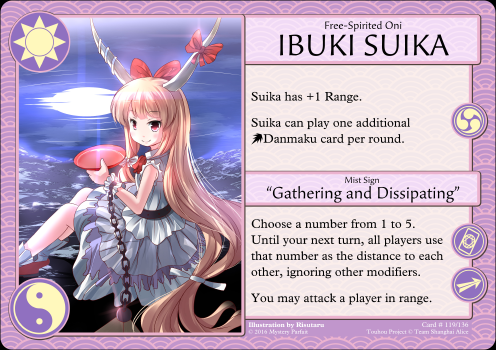 Free-Spirited Oni
IBUKI SUIKA
Suika has +1 Range.
Suika can play one additional
Danmaku card per round.
Mist Sign
"Gathering and Dissipating"
Choose a number from 1 to 5.
Until your next turn, all players use
that number as the distance to each
other, ignoring other modifiers.
You may attack a player in range.
Illustration by Risutaru
© 2016 Mystery Parfait
Card # 119/136
Touhou Project © Team Shanghai Alice